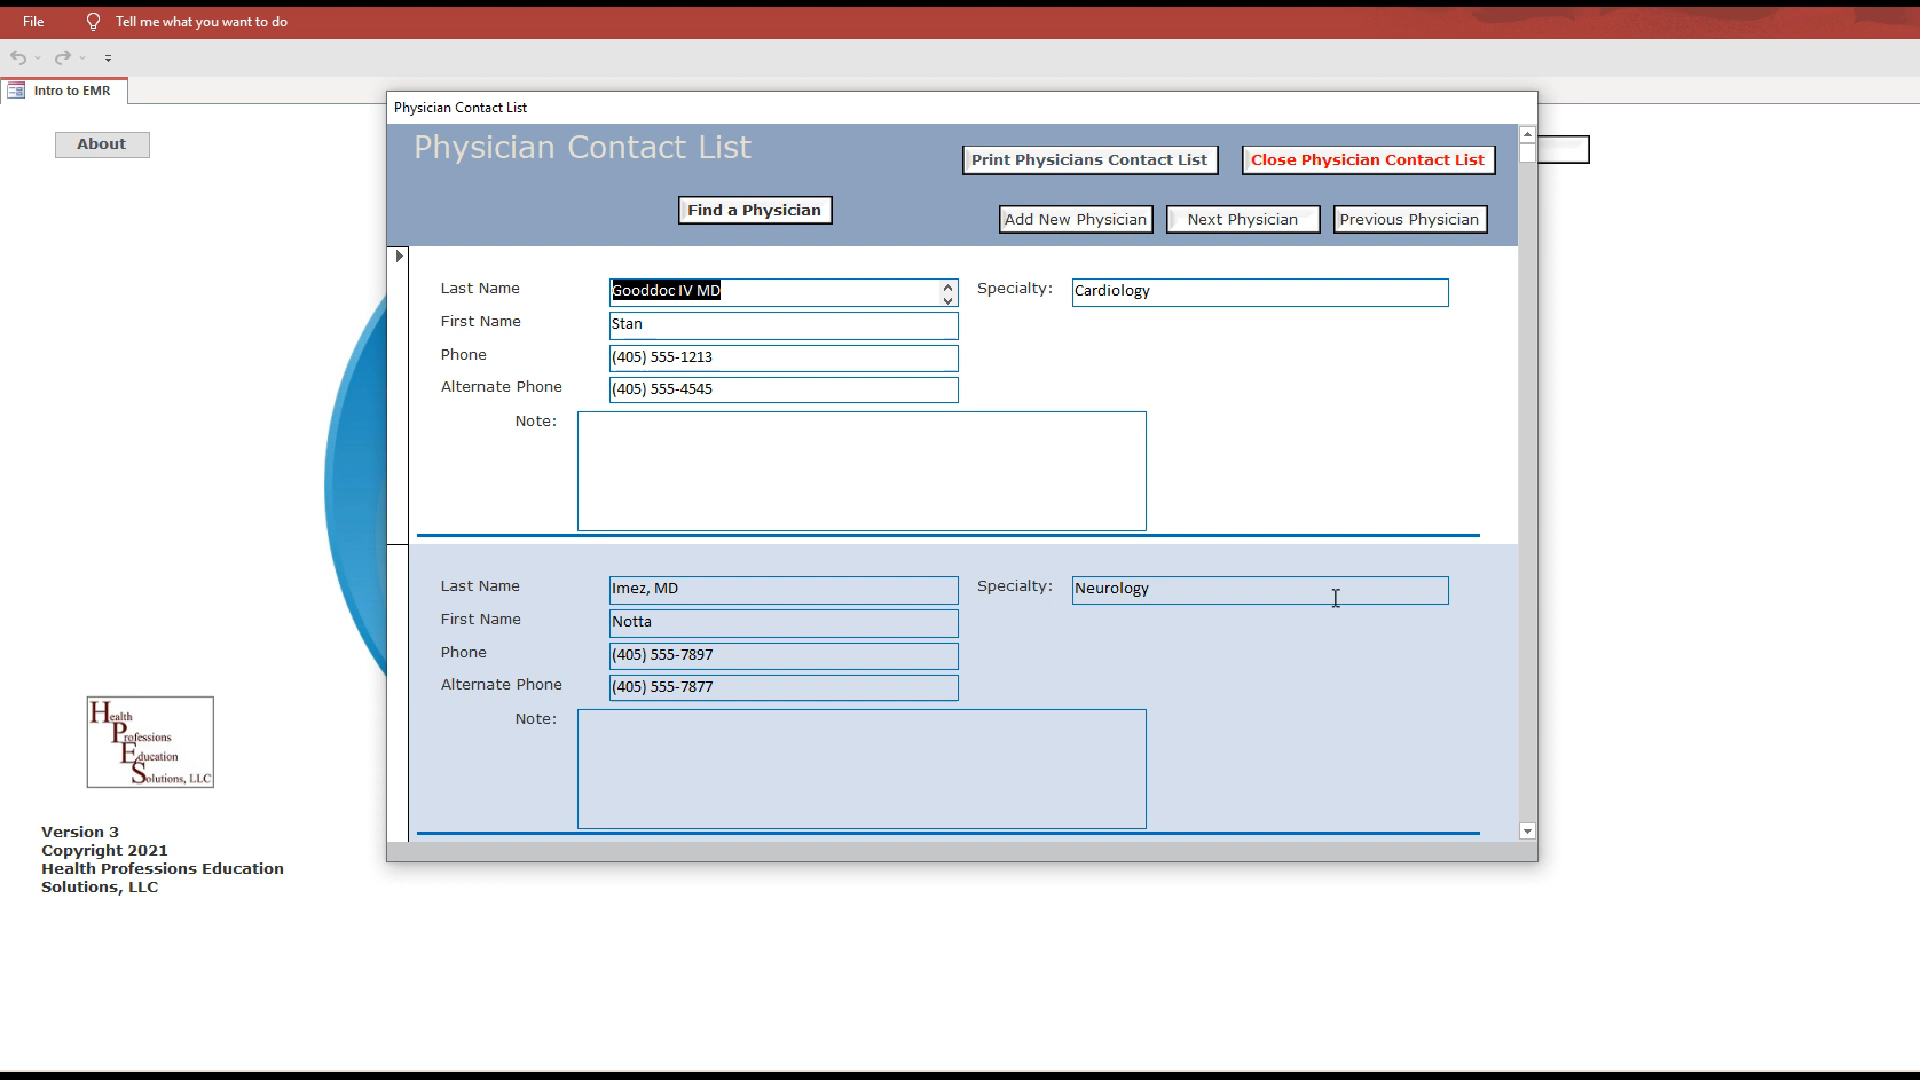 File
Tell me what you want to do
Intro to EMR
About
Physician Contact List
Physician Contact List
Print Physicians Contact List
Close Physician Contact List
Find a Physician
Add New Physician
Next Physician
Previous Physician
Last Name
Gooddoc IV MD
Specialty:
Cardiology
First Name
Stan
Phone
(405) 555-1213
Alternate Phone
(405) 555-4545
Note:
Last Name
Imez, MD
Specialty:
Neurology
First Name
Notta
Phone
(405) 555-7897
Alternate Phone
(405) 555-7877
Note:
Health
Professions
Education
Solutions, LLC
Version 3
Copyright 2021
Health Professions Education
Solutions, LLC